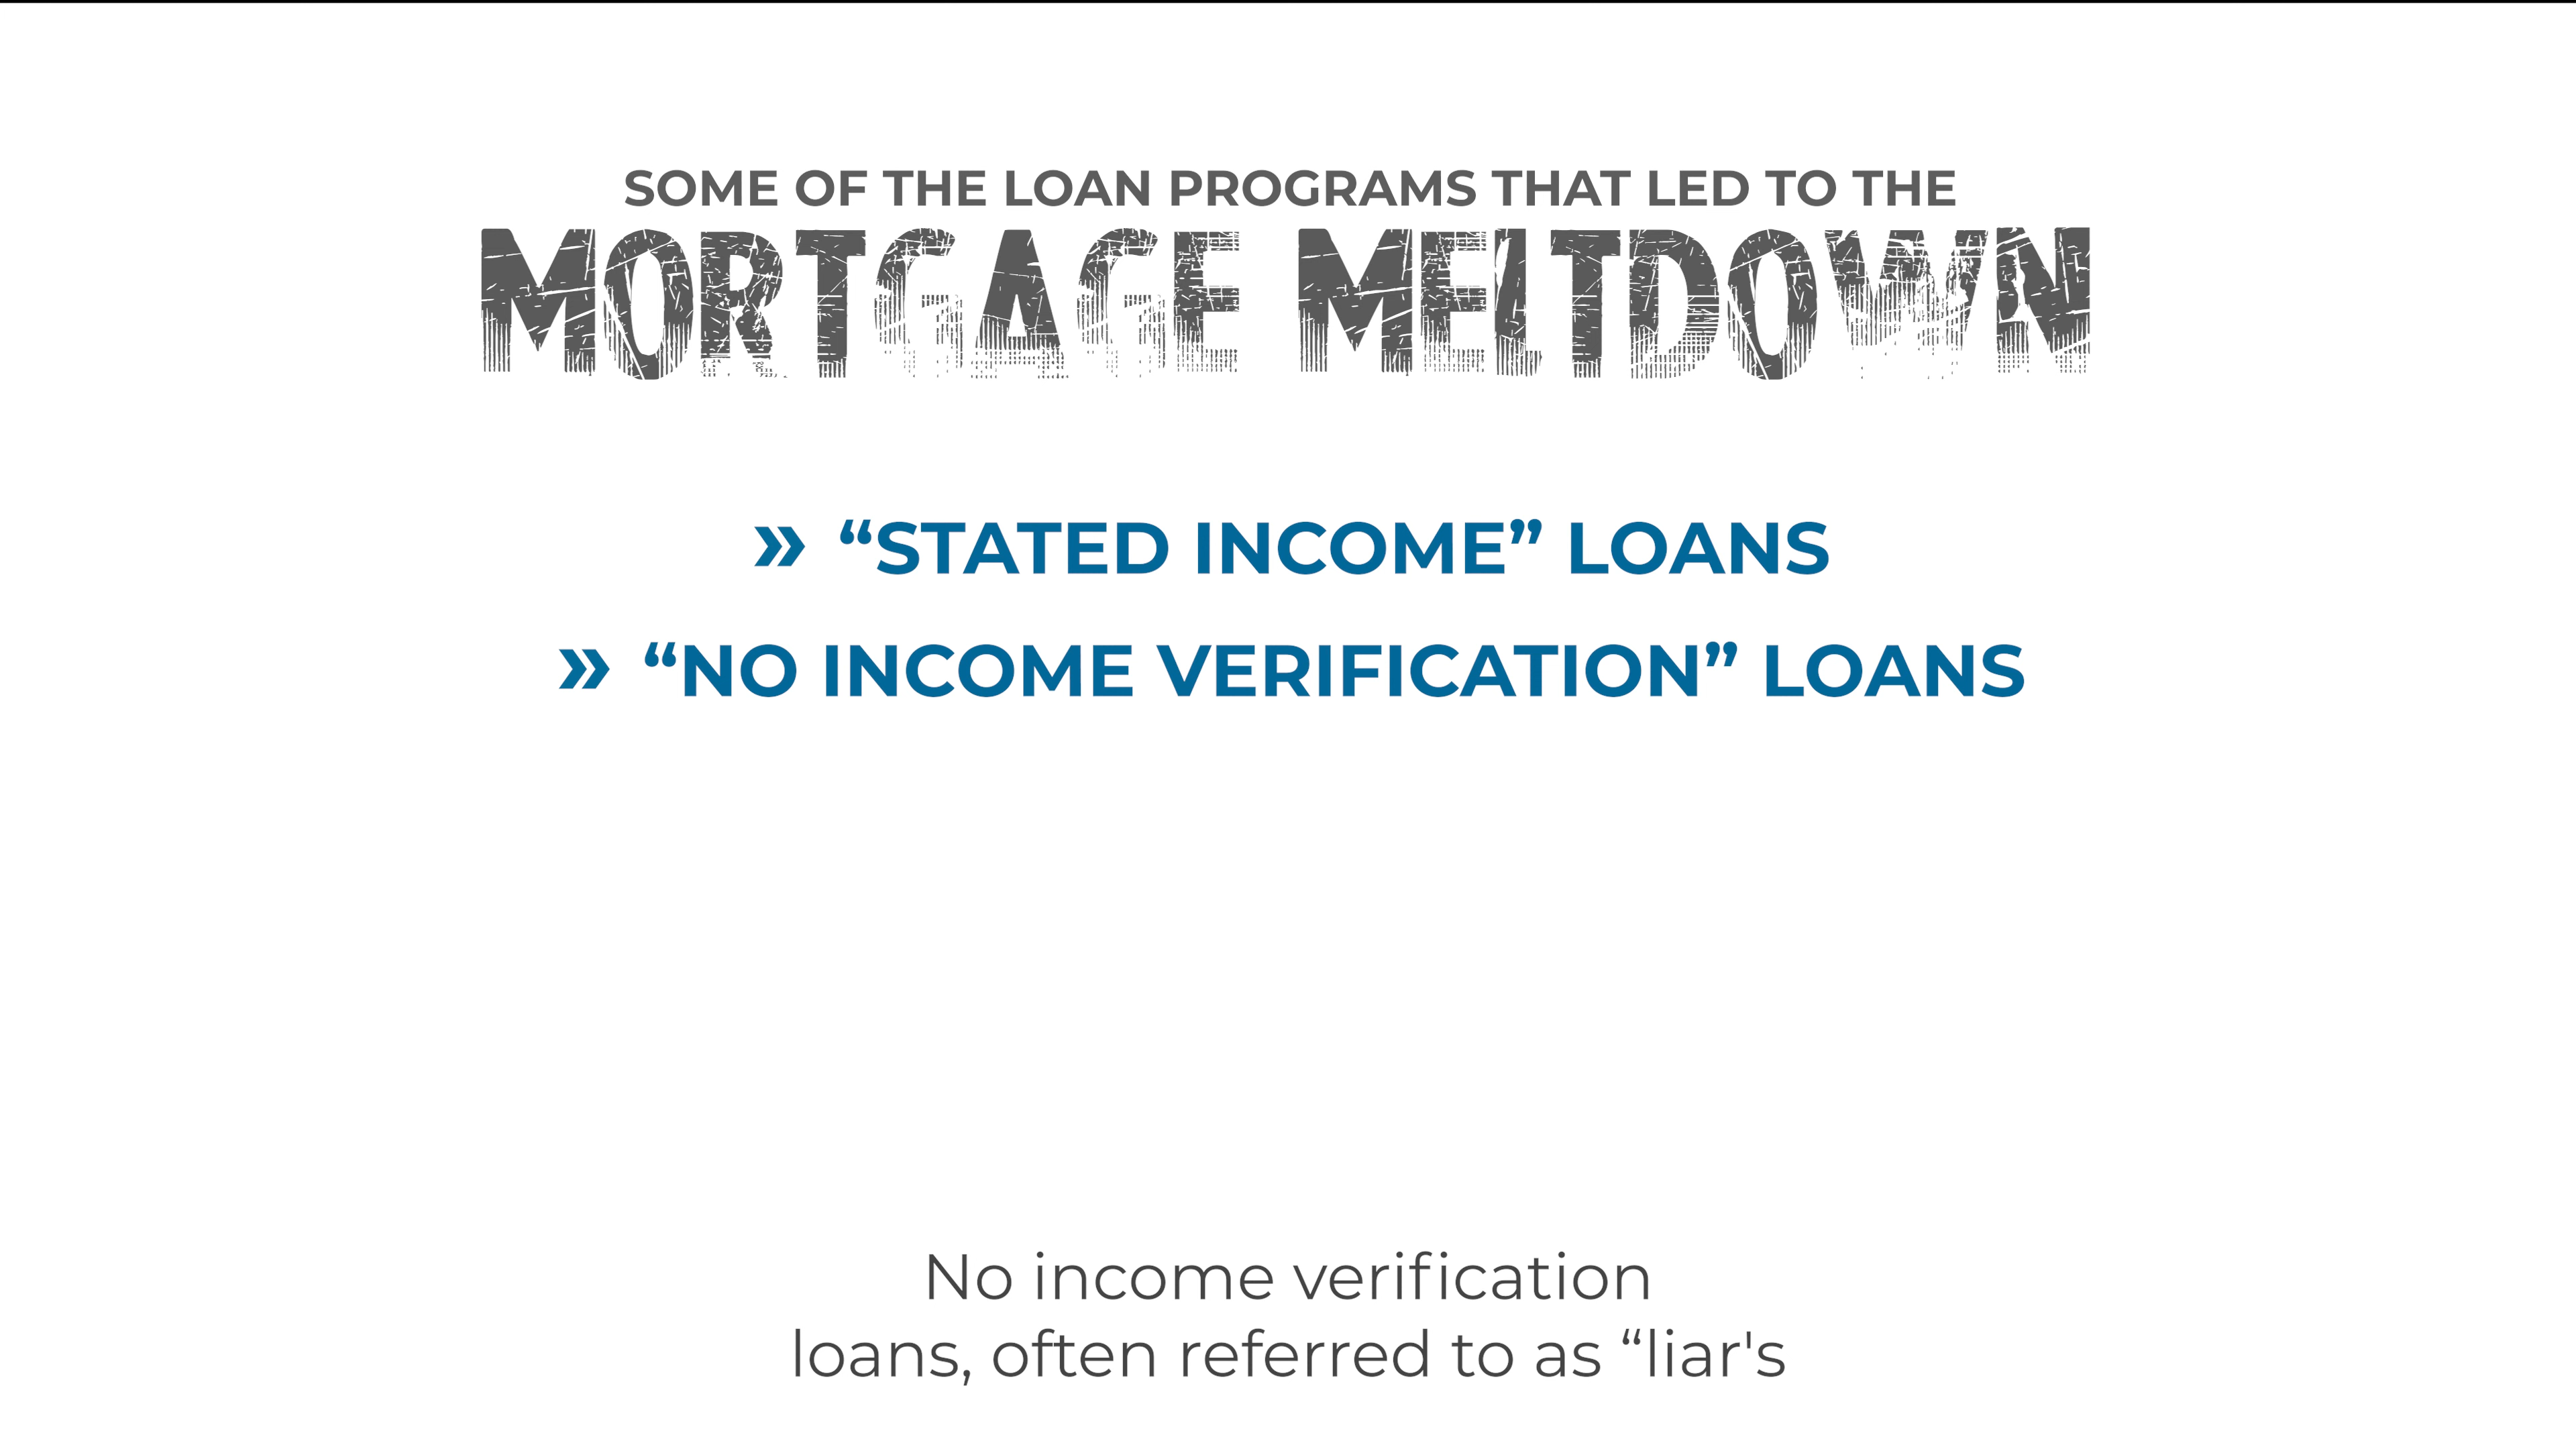 SOME OF THE LOAN PROGRAMS THAT LED TO THE
MORTGAGE MELTDOWN
» “STATED INCOME” LOANS
» “NO INCOME VERIFICATION” LOANS
No income verification
loans, often referred to as “liar's